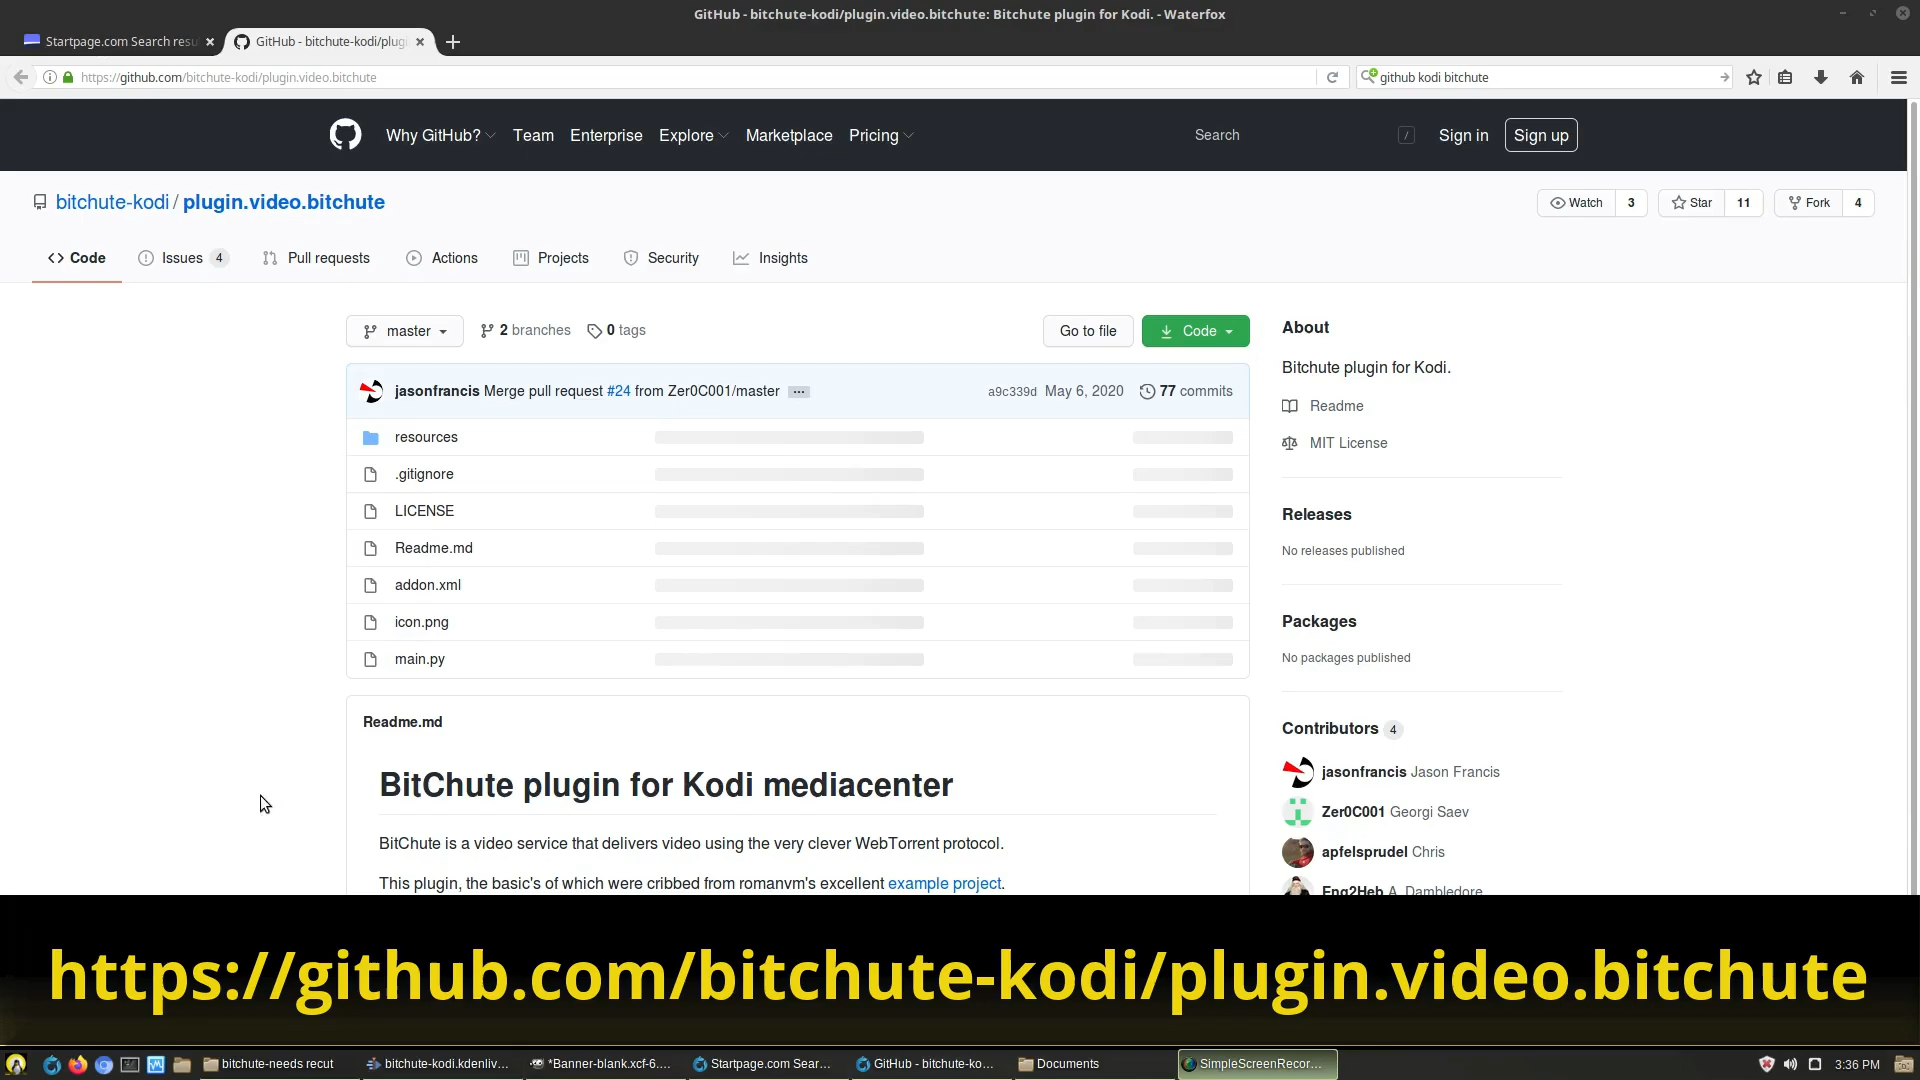 GitHub - bitchute-kodi/plugin.video.bitchute: Bitchute plugin for Kodi. - Waterfox
Startpage.com Search resu
GitHub - bitchute-kodi/plug
https://github.com/bitchute-kodi/plugin.video.bitchute
github kodi bitchute
Why GitHub? Team Enterprise Explore Marketplace Pricing Search / Sign in Sign up
bitchute-kodi / plugin.video.bitchute
Watch 3 Star 11 Fork 4
Code Issues 4 Pull requests Actions Projects Security Insights
master 2 branches 0 tags Go to file Code
jasonfrancis Merge pull request #24 from Zer0C001/master ... a9c339d May 6, 2020 77 commits
resources
.gitignore
LICENSE
Readme.md
addon.xml
icon.png
main.py
Readme.md
BitChute plugin for Kodi mediacenter
BitChute is a video service that delivers video using the very clever WebTorrent protocol.
This plugin, the basic's of which were cribbed from romanvm's excellent example project.
About
Bitchute plugin for Kodi.
Readme
MIT License
Releases
No releases published
Packages
No packages published
Contributors 4
jasonfrancis Jason Francis
Zer0C001 Georgi Saev
apfelsprudel Chris
Eng2Heb A. Dambledore
https://github.com/bitchute-kodi/plugin.video.bitchute
bitchute-needs recut
bitchute-kodi.kdenliv...
*Banner-blank.xcf-6....
Startpage.com Sear...
GitHub - bitchute-ko...
Documents
SimpleScreenRecor...
3:36 PM